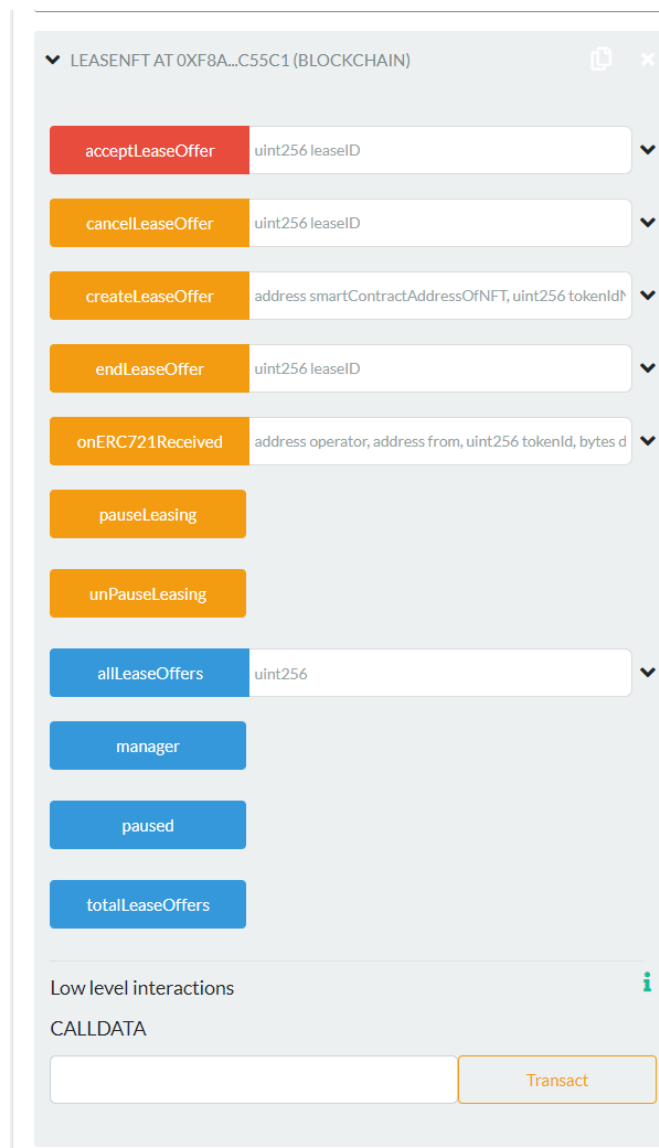 LEASENFT AT 0XF8A...C55C1 (BLOCKCHAIN)
acceptLeaseOffer uint256 leaseID
cancelLeaseOffer uint256 leaseID
createLeaseOffer address smartContractAddressOfNFT, uint256 tokenIdN
endLeaseOffer uint256 leaseID
onERC721Received address operator, address from, uint256 tokenId, bytes d
pauseLeasing
unPauseLeasing
allLeaseOffers uint256
manager
paused
totalLeaseOffers
Low level interactions
CALLDATA
Transact